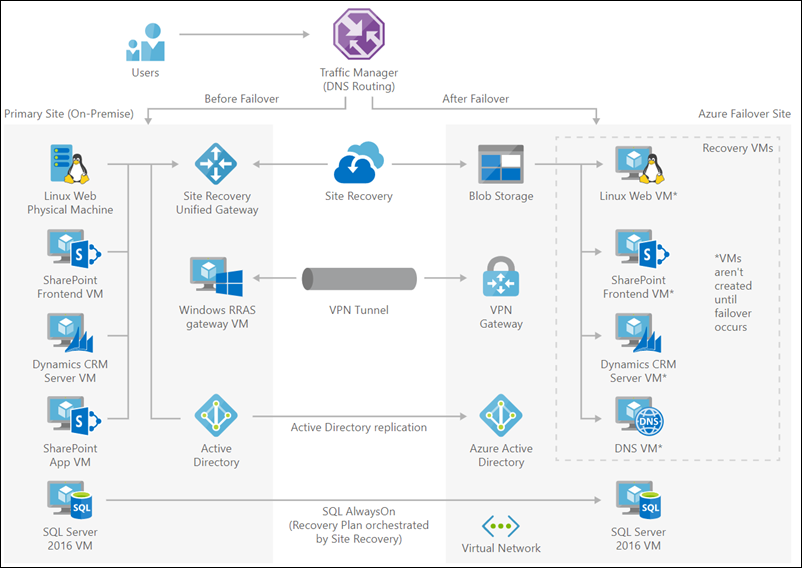 Users
Traffic Manager
(DNS Routing)
Before Failover
After Failover
Primary Site (On-Premise)
Azure Failover Site
Recovery VMs
Linux Web
Physical Machine
Site Recovery
Unified Gateway
Site Recovery
Blob Storage
Linux Web VM*
S
SharePoint
Frontend VM
Windows RRAS
gateway VM
VPN Tunnel
VPN
Gateway
S
SharePoint
Frontend VM*
*VMs
aren't
created
until
failover
occurs
Dynamics CRM
Server VM
Dynamics CRM
Server VM*
S
SharePoint
App VM
Active
Directory
Active Directory replication
Azure Active
Directory
DNS
DNS VM*
SQL
SQL Server
2016 VM
SQL AlwaysOn
(Recovery Plan orchestrated
by Site Recovery)
Virtual Network
SQL
SQL Server
2016 VM